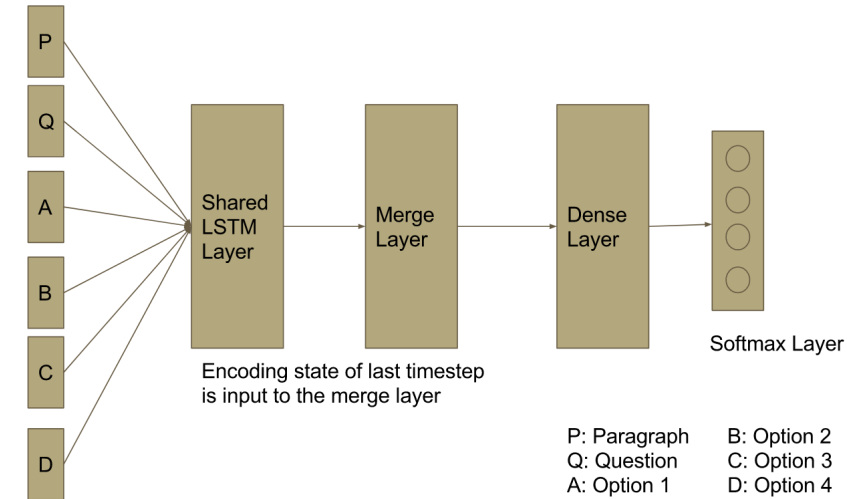 P
Q
A
B
C
D
Shared
LSTM
Layer
Merge
Layer
Dense
Layer
Softmax Layer
Encoding state of last timestep
is input to the merge layer
P: Paragraph B: Option 2
Q: Question C: Option 3
A: Option 1 D: Option 4